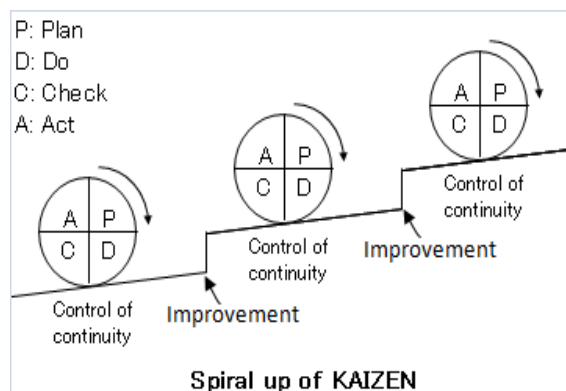 P: Plan
D: Do
C: Check
A: Act
A P
C D
Control of
continuity
Improvement
A P
C D
Control of
continuity
Improvement
A P
C D
Control of
continuity
Spiral up of KAIZEN